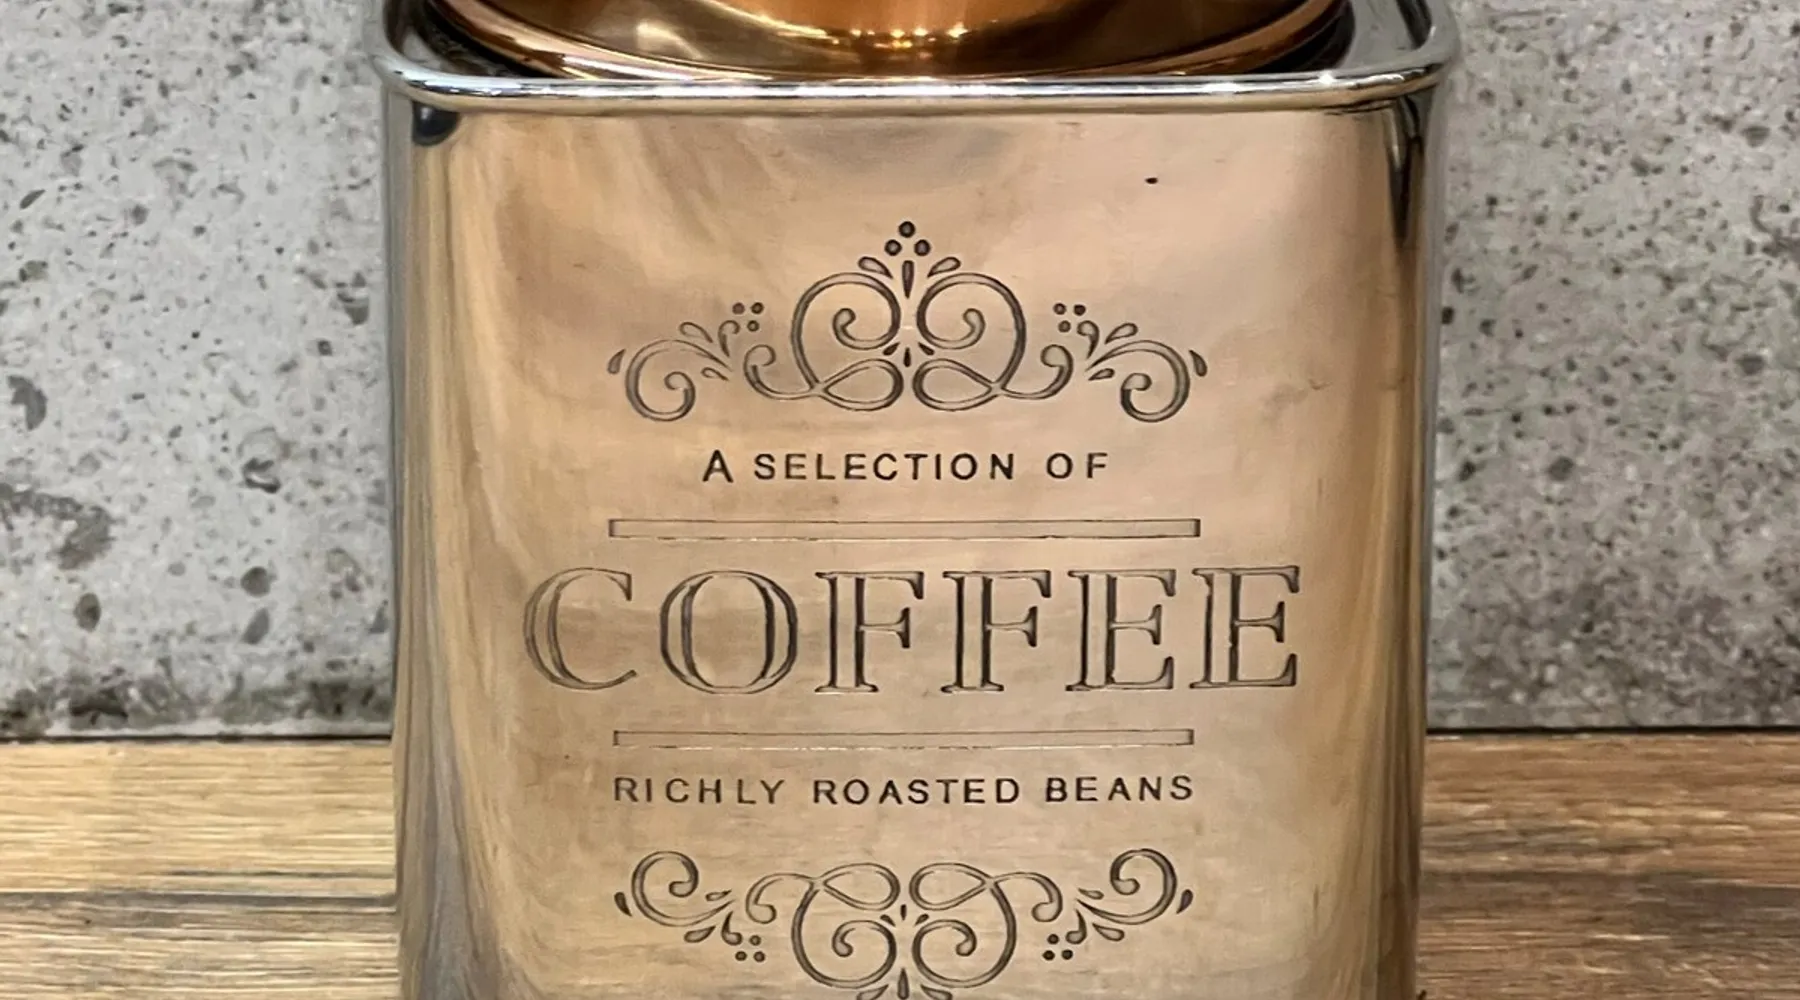 A SELECTION OF
COFFEE
RICHLY ROASTED BEANS